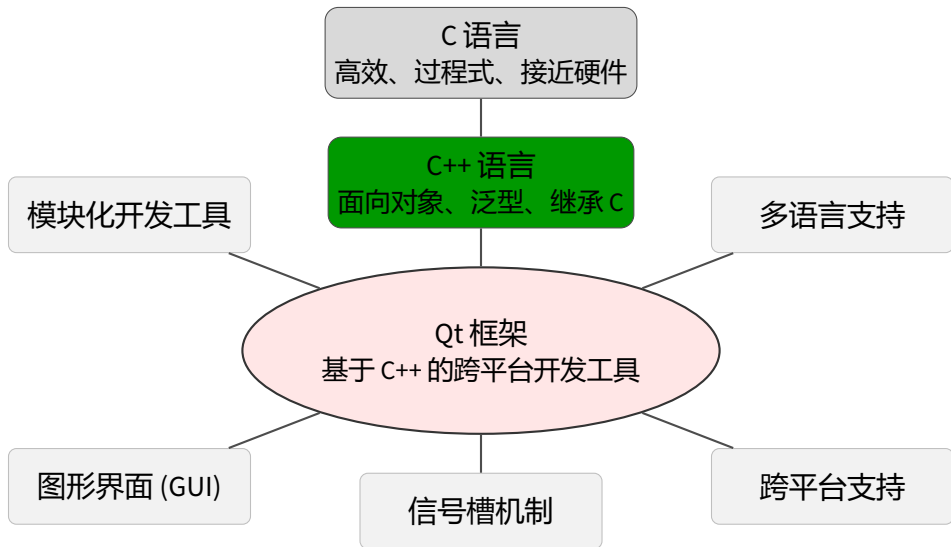 C 语言
高效、过程式、接近硬件
C++ 语言
面向对象、泛型、继承 C
模块化开发工具
多语言支持
Qt 框架
基于 C++ 的跨平台开发工具
图形界面 (GUI)
信号槽机制
跨平台支持